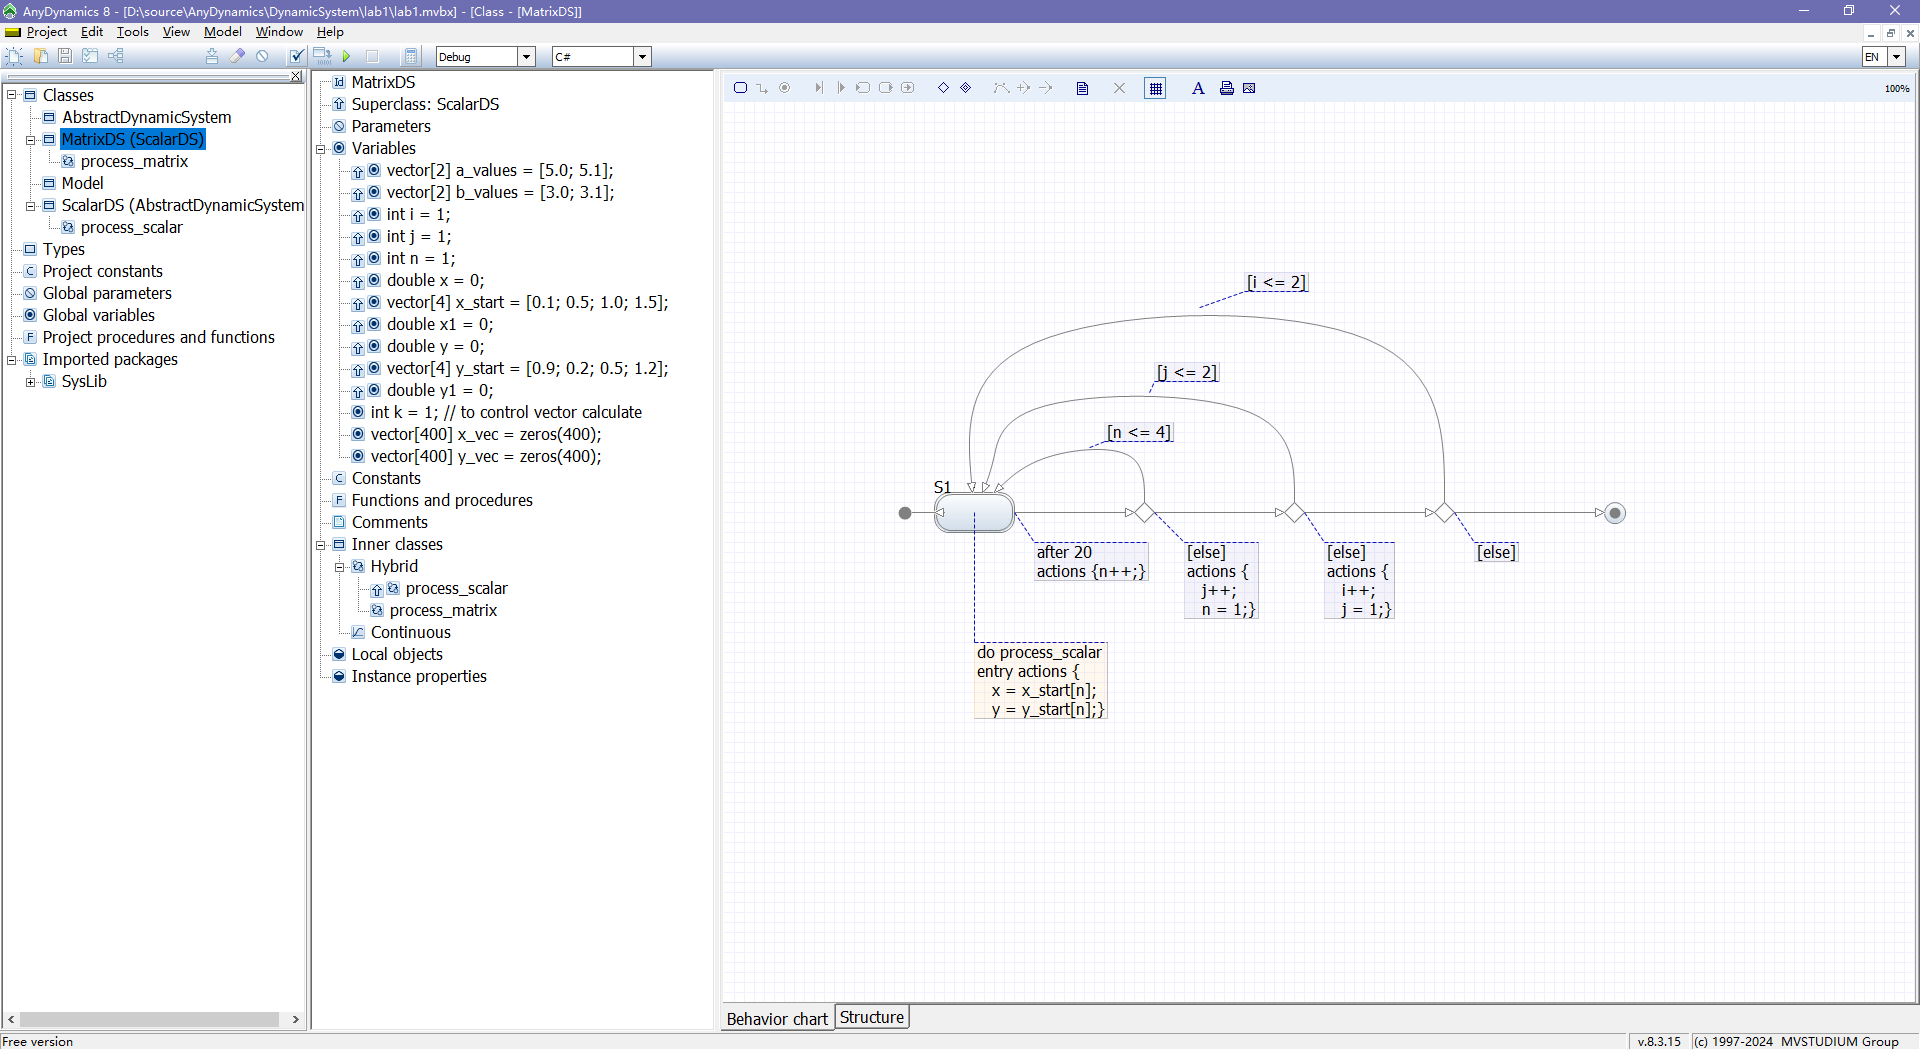 AnyDynamics 8 - [D:\source\AnyDynamics\DynamicSystem\lab1\lab1.mvbx] - [Class - [MatrixDS]]
Project Edit Tools View Model Window Help
Debug C# EN
Classes
AbstractDynamicSystem
MatrixDS (ScalarDS)
process_matrix
Model
ScalarDS (AbstractDynamicSystem
process_scalar
Types
Project constants
Global parameters
Global variables
Project procedures and functions
Imported packages
SysLib
MatrixDS
Superclass: ScalarDS
Parameters
Variables
vector[2] a_values = [5.0; 5.1];
vector[2] b_values = [3.0; 3.1];
int i = 1;
int j = 1;
int n = 1;
double x = 0;
vector[4] x_start = [0.1; 0.5; 1.0; 1.5];
double x1 = 0;
double y = 0;
vector[4] y_start = [0.9; 0.2; 0.5; 1.2];
double y1 = 0;
int k = 1; // to control vector calculate
vector[400] x_vec = zeros(400);
vector[400] y_vec = zeros(400);
Constants
Functions and procedures
Comments
Inner classes
Hybrid
process_scalar
process_matrix
Continuous
Local objects
Instance properties
100%
[i <= 2]
[j <= 2]
[n <= 4]
S1
after 20
actions {n++;}
[else]
actions {
j++;
n = 1;}
[else]
actions {
i++;
j = 1;}
[else]
do process_scalar
entry actions {
x = x_start[n];
y = y_start[n];}
Behavior chart Structure
Free version v.8.3.15 (c) 1997-2024 MVSTUDIUM Group